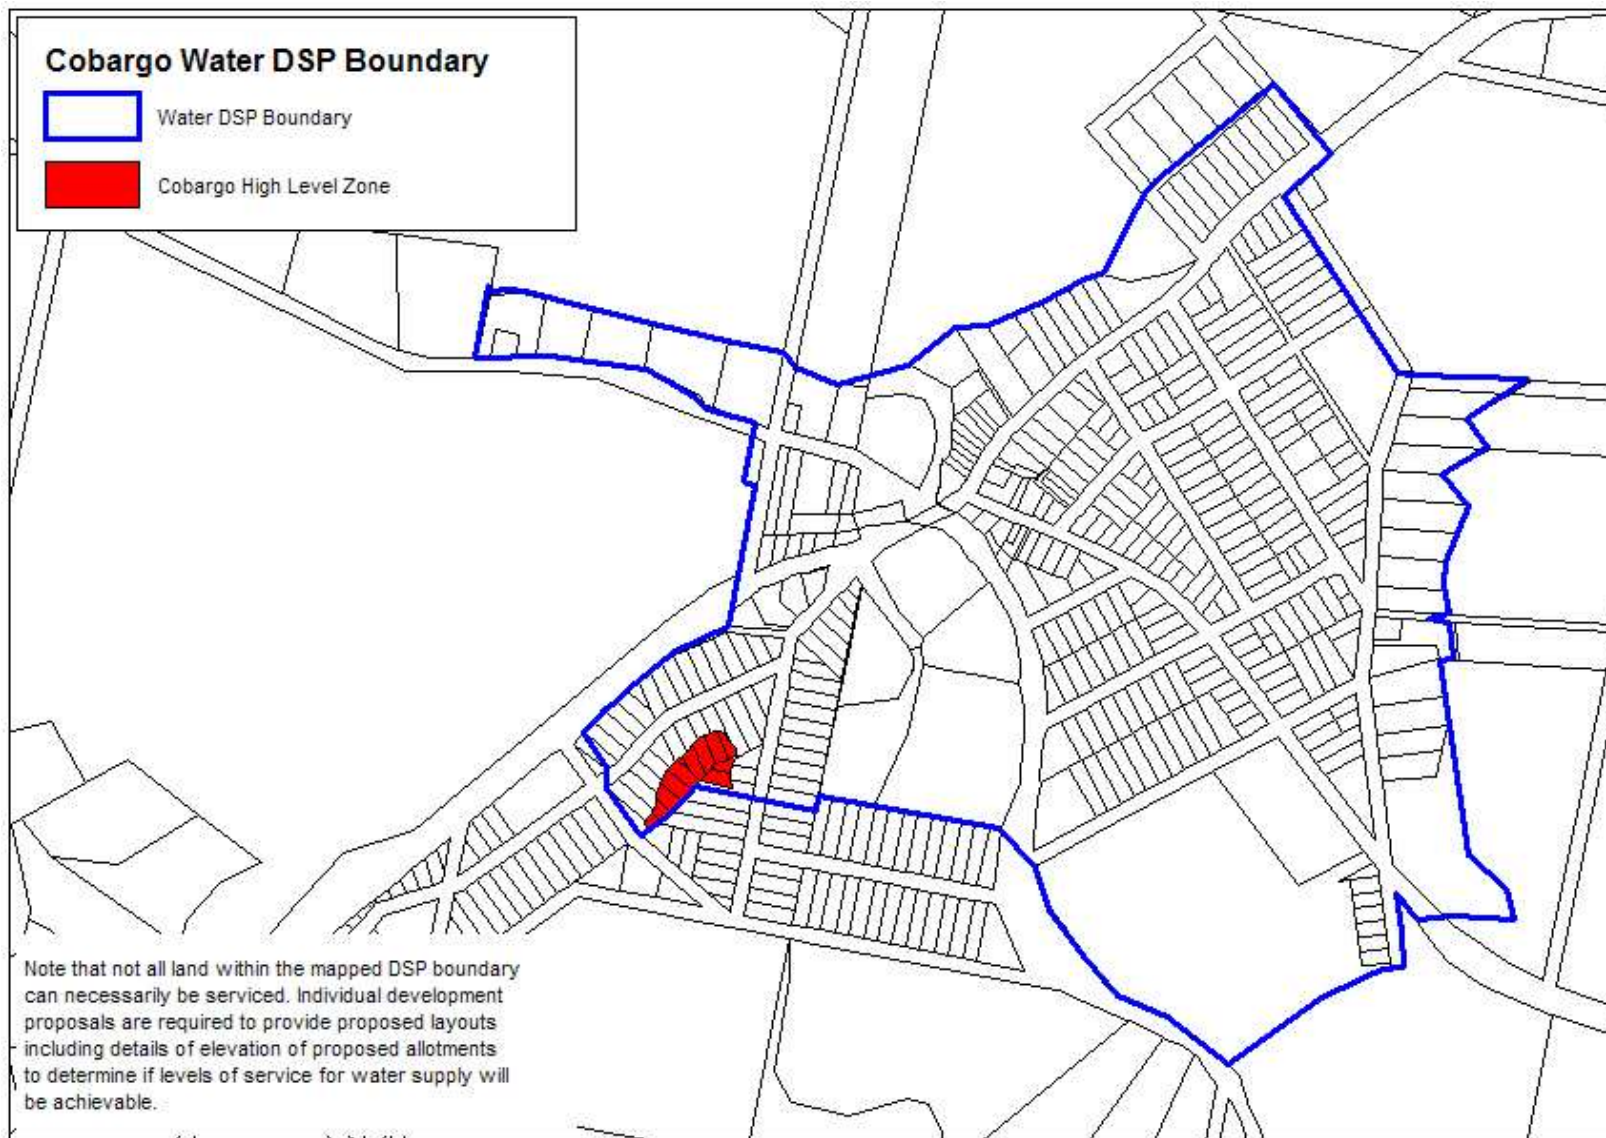 Cobargo Water DSP Boundary
Water DSP Boundary
Cobargo High Level Zone
Note that not all land within the mapped DSP boundary
can necessarily be serviced. Individual development
proposals are required to provide proposed layouts
including details of elevation of proposed allotments
to determine if levels of service for water supply will
be achievable.